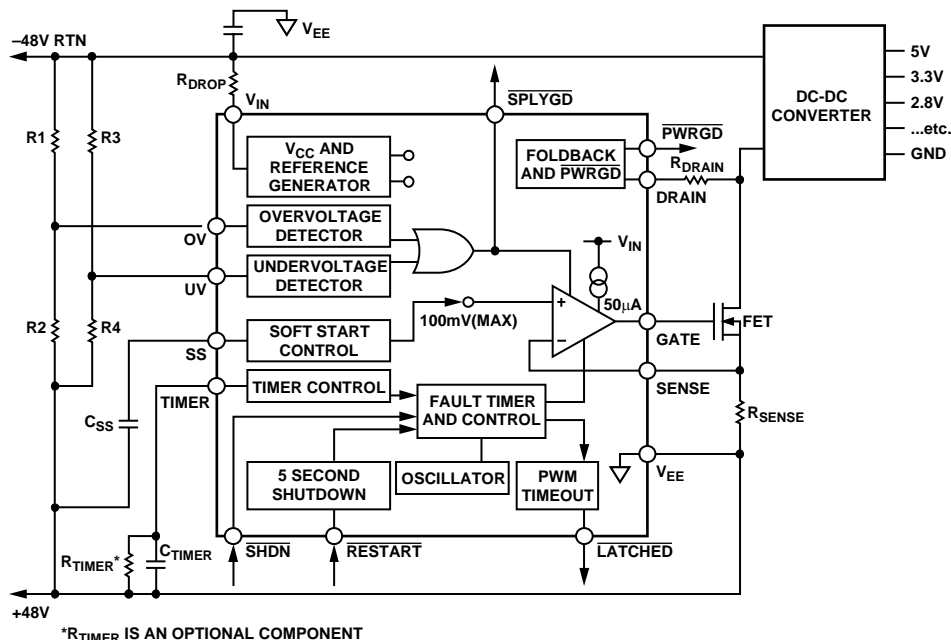 V_EE
–48V RTN
R_DROP
V_IN
SPLYGD
DC-DC
CONVERTER
5V
3.3V
2.8V
...etc.
GND
R1
R3
V_CC AND
REFERENCE
GENERATOR
FOLDBACK
AND PWRGD
PWRGD
R_DRAIN
DRAIN
OV
OVERVOLTAGE
DETECTOR
UV
UNDERVOLTAGE
DETECTOR
V_IN
50μA
+
–
100mV(MAX)
GATE
FET
R2
R4
SS
SOFT START
CONTROL
SENSE
TIMER
TIMER CONTROL
FAULT TIMER
AND CONTROL
R_SENSE
C_SS
V_EE
5 SECOND
SHUTDOWN
OSCILLATOR
PWM
TIMEOUT
R_TIMER*
C_TIMER
SHDN
RESTART
LATCHED
+48V
*R_TIMER IS AN OPTIONAL COMPONENT